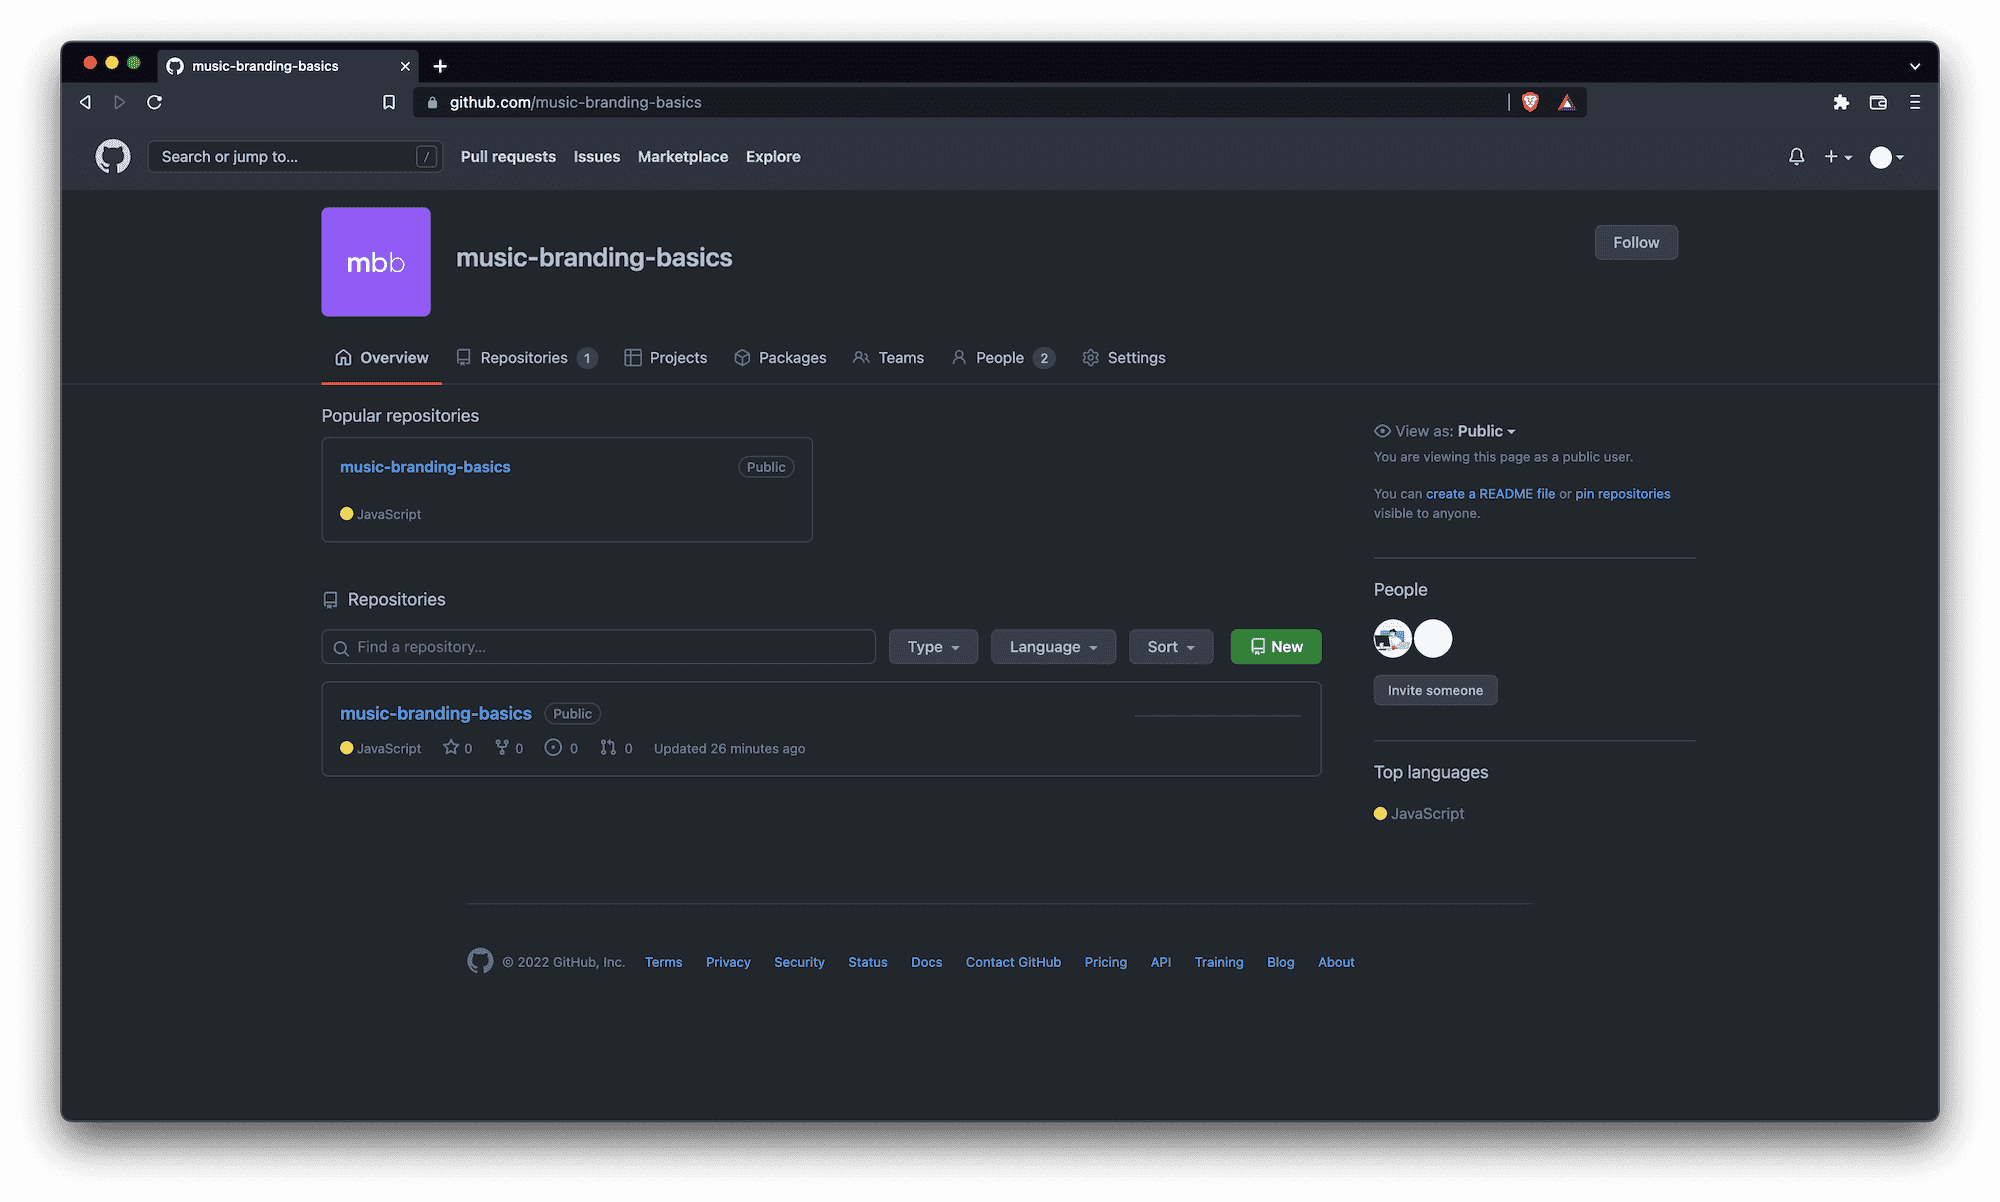 music-branding-basics
github.com/music-branding-basics
Search or jump to... / Pull requests Issues Marketplace Explore
mbb
music-branding-basics
Follow
Overview Repositories 1 Projects Packages Teams People 2 Settings
Popular repositories
music-branding-basics Public
JavaScript
Repositories
Find a repository... Type Language Sort New
music-branding-basics Public
JavaScript 0 0 0 0 Updated 26 minutes ago
View as: Public
You are viewing this page as a public user.
You can create a README file or pin repositories
visible to anyone.
People
Invite someone
Top languages
JavaScript
© 2022 GitHub, Inc. Terms Privacy Security Status Docs Contact GitHub Pricing API Training Blog About